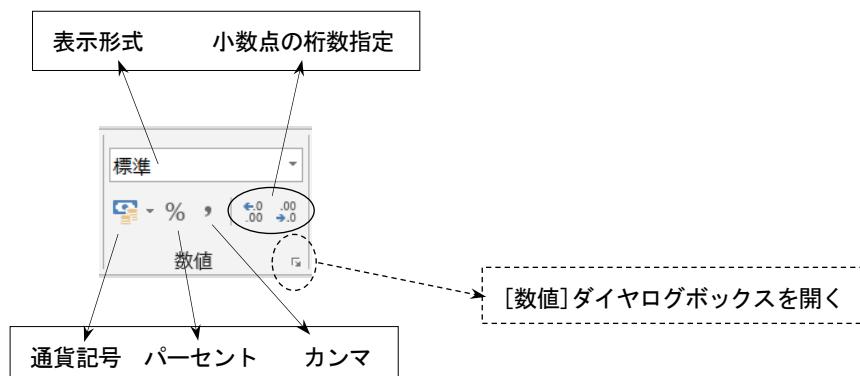 表示形式 小数点の桁数指定
標準
% , ←.0 .00 .00 →.0
数値
[数値]ダイヤログボックスを開く
通貨記号 パーセント カンマ